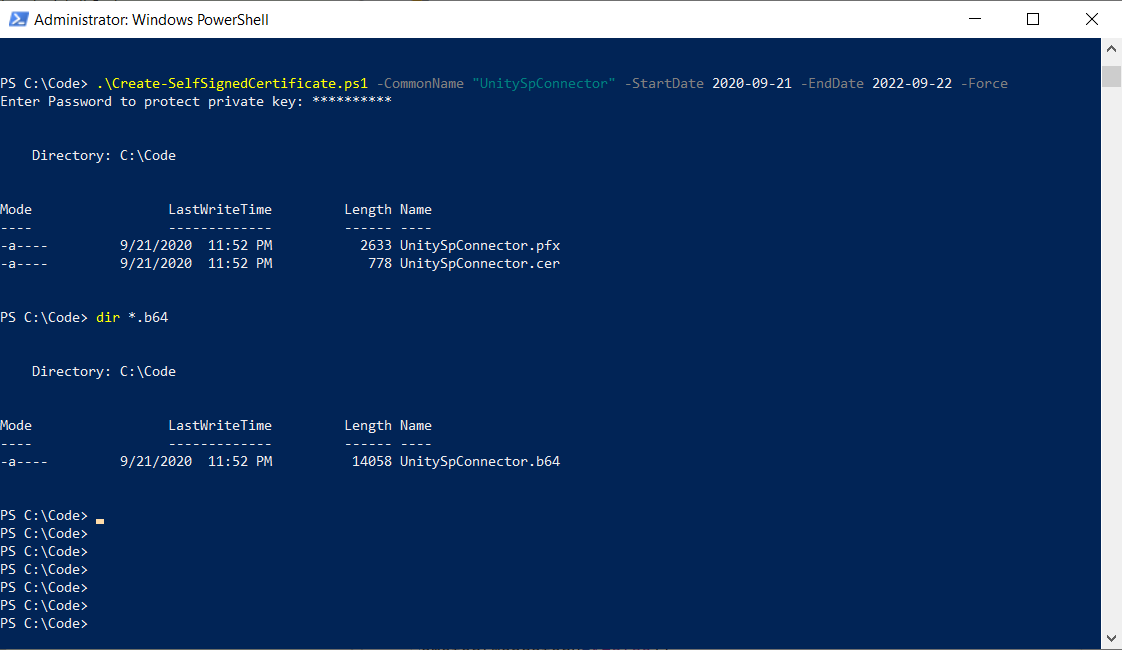 Administrator: Windows PowerShell
PS C:\Code> .\Create-SelfSignedCertificate.ps1 -CommonName "UnitySpConnector" -StartDate 2020-09-21 -EndDate 2022-09-22 -Force
Enter Password to protect private key: **********
Directory: C:\Code
Mode LastWriteTime Length Name
---- ------------- ------ ----
-a---- 9/21/2020 11:52 PM 2633 UnitySpConnector.pfx
-a---- 9/21/2020 11:52 PM 778 UnitySpConnector.cer
PS C:\Code> dir *.b64
Directory: C:\Code
Mode LastWriteTime Length Name
---- ------------- ------ ----
-a---- 9/21/2020 11:52 PM 14058 UnitySpConnector.b64
PS C:\Code>
PS C:\Code>
PS C:\Code>
PS C:\Code>
PS C:\Code>
PS C:\Code>
PS C:\Code>